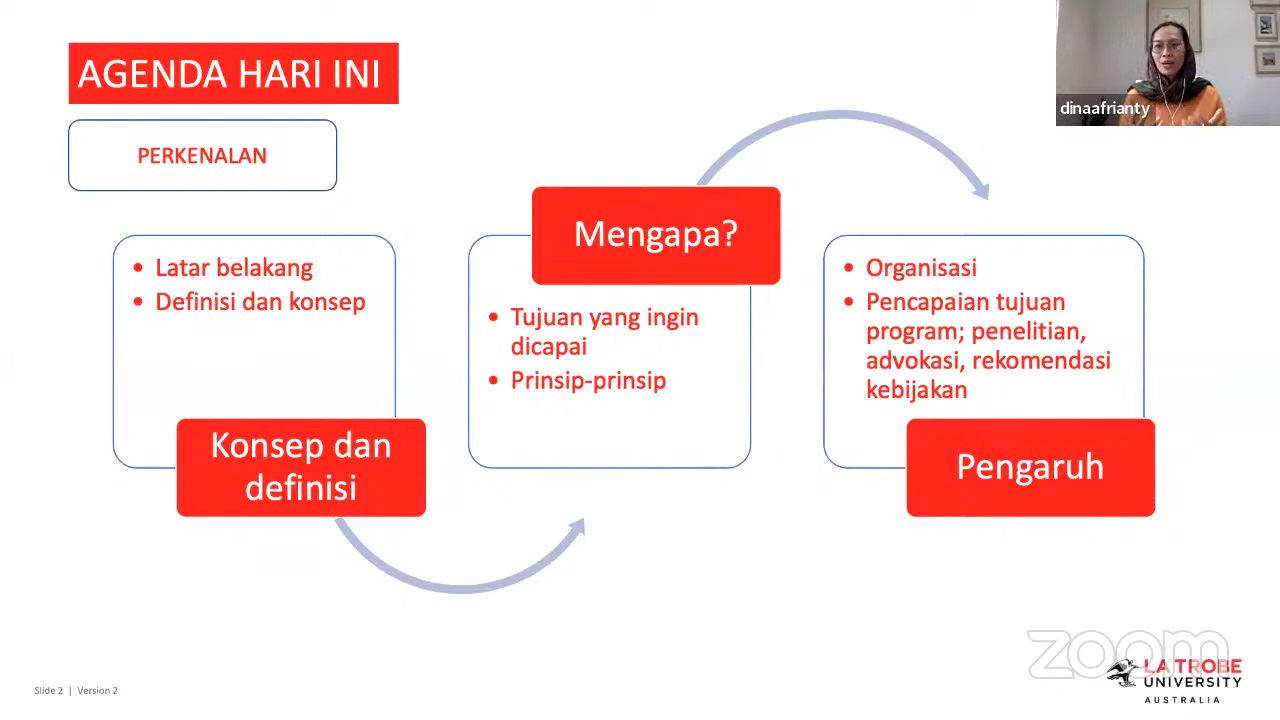 AGENDA HARI INI
PERKENALAN
dinaafrianty
• Latar belakang
• Definisi dan konsep
Konsep dan
definisi
Mengapa?
• Tujuan yang ingin
dicapai
• Prinsip-prinsip
• Organisasi
• Pencapaian tujuan
program; penelitian,
advokasi, rekomendasi
kebijakan
Pengaruh
Slide 2 | Version 2
zoom
LA TROBE
UNIVERSITY
AUSTRALIA